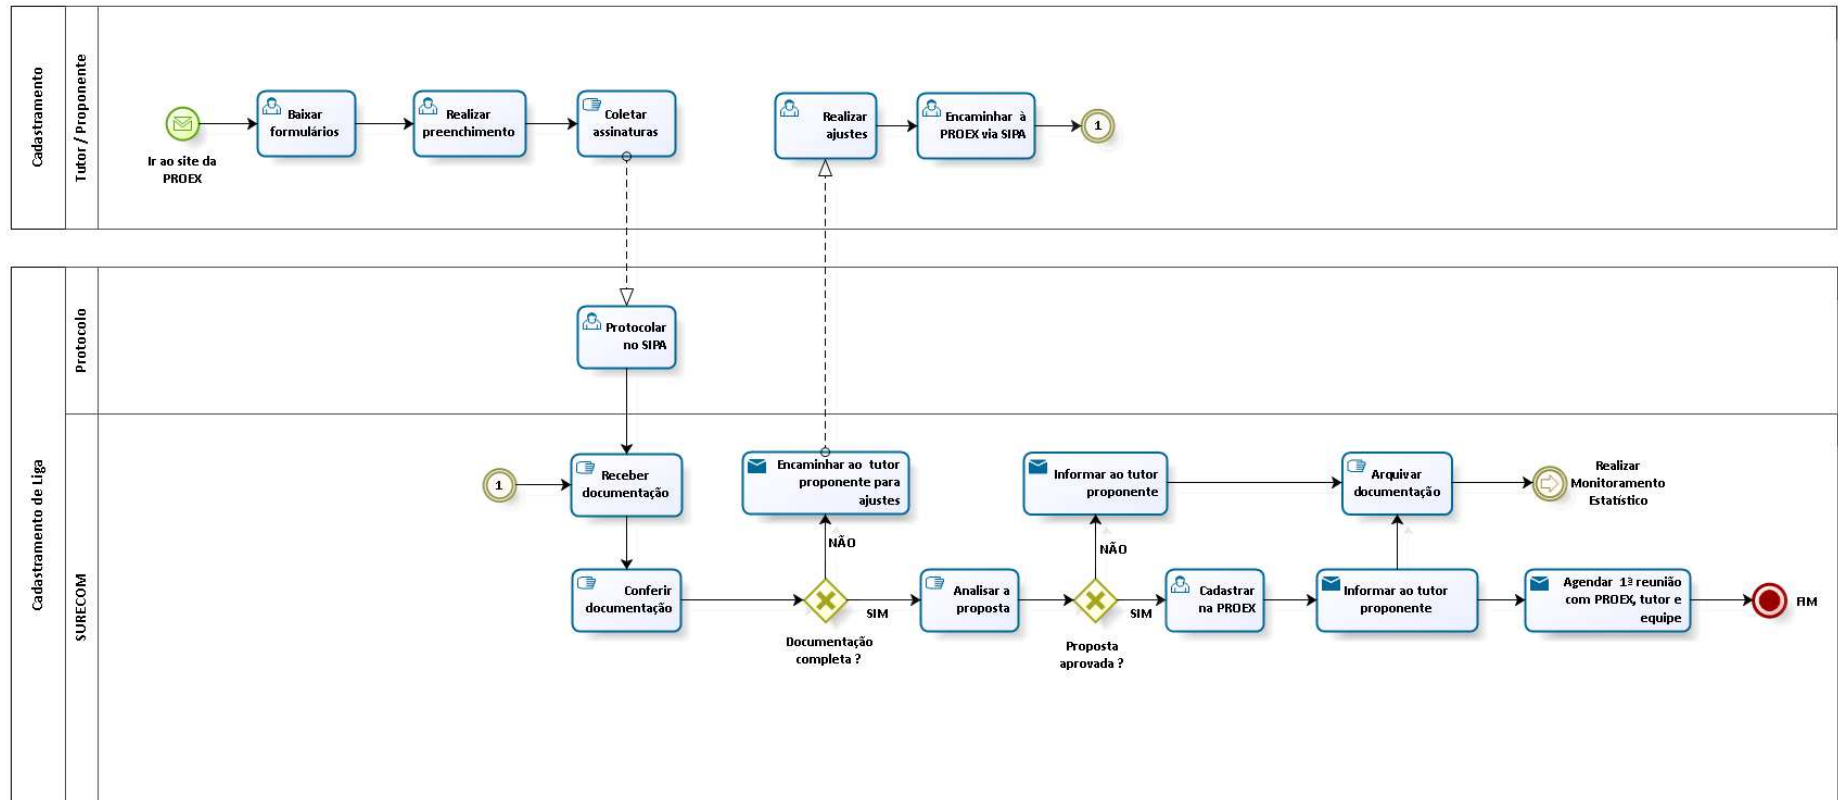 Cadastramento
Tutor / Proponente
Ir ao site da
PROEX
Baixar
formulários
Realizar
preenchimento
Coletar
assinaturas
Realizar
ajustes
Encaminhar à
PROEX via SIPA
1
Cadastramento de Liga
Protocolo
Protocolar
no SIPA
SURECOM
1
Receber
documentação
Encaminhar ao tutor
proponente para
ajustes
Informar ao tutor
proponente
Arquivar
documentação
Realizar
Monitoramento
Estatístico
NÃO
NÃO
Conferir
documentação
Documentação
completa ?
SIM
Analisar a
proposta
Proposta
aprovada ?
SIM
Cadastrar
na PROEX
Informar ao tutor
proponente
Agendar 1ª reunião
com PROEX, tutor e
equipe
FIM